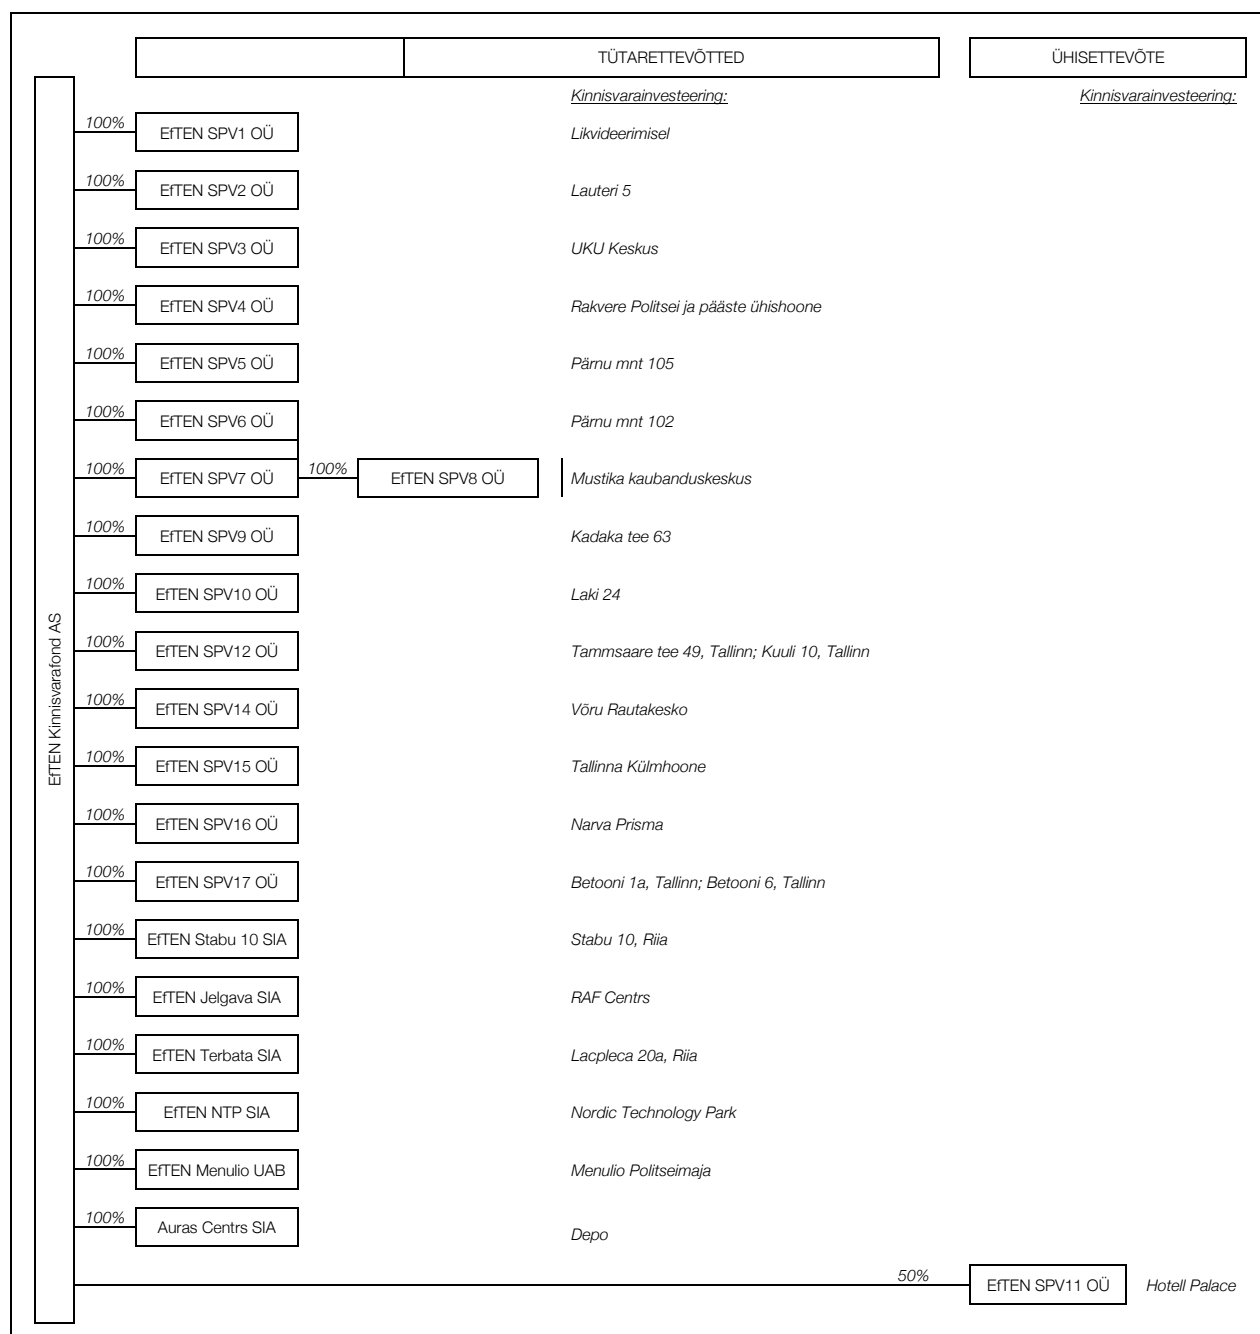 TÜTARETTEVÕTTED ÜHISETTEVÕTE
Kinnisvarainvesteering: Kinnisvarainvesteering:
100% EfTEN SPV1 OÜ Likvideerimisel
100% EfTEN SPV2 OÜ Lauteri 5
100% EfTEN SPV3 OÜ UKU Keskus
100% EfTEN SPV4 OÜ Rakvere Politsei ja pääste ühishoone
100% EfTEN SPV5 OÜ Pärnu mnt 105
100% EfTEN SPV6 OÜ Pärnu mnt 102
100% EfTEN SPV7 OÜ 100% EfTEN SPV8 OÜ Mustika kaubanduskeskus
100% EfTEN SPV9 OÜ Kadaka tee 63
100% EfTEN SPV10 OÜ Laki 24
EfTEN Kinnisvarafond AS
100% EfTEN SPV12 OÜ Tammsaare tee 49, Tallinn; Kuuli 10, Tallinn
100% EfTEN SPV14 OÜ Võru Rautakesko
100% EfTEN SPV15 OÜ Tallinna Külmhoone
100% EfTEN SPV16 OÜ Narva Prisma
100% EfTEN SPV17 OÜ Betooni 1a, Tallinn; Betooni 6, Tallinn
100% EfTEN Stabu 10 SIA Stabu 10, Riia
100% EfTEN Jelgava SIA RAF Centrs
100% EfTEN Terbata SIA Lacpleca 20a, Riia
100% EfTEN NTP SIA Nordic Technology Park
100% EfTEN Menulio UAB Menulio Politseimaja
100% Auras Centrs SIA Depo
50% EfTEN SPV11 OÜ Hotell Palace